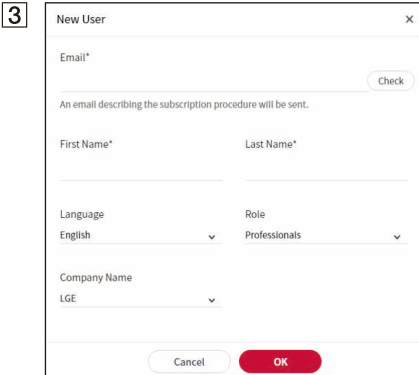 3
New User ×
Email*
Check
An email describing the subscription procedure will be sent.
First Name* Last Name*
Language Role
English Professionals
Company Name
LGE
Cancel OK